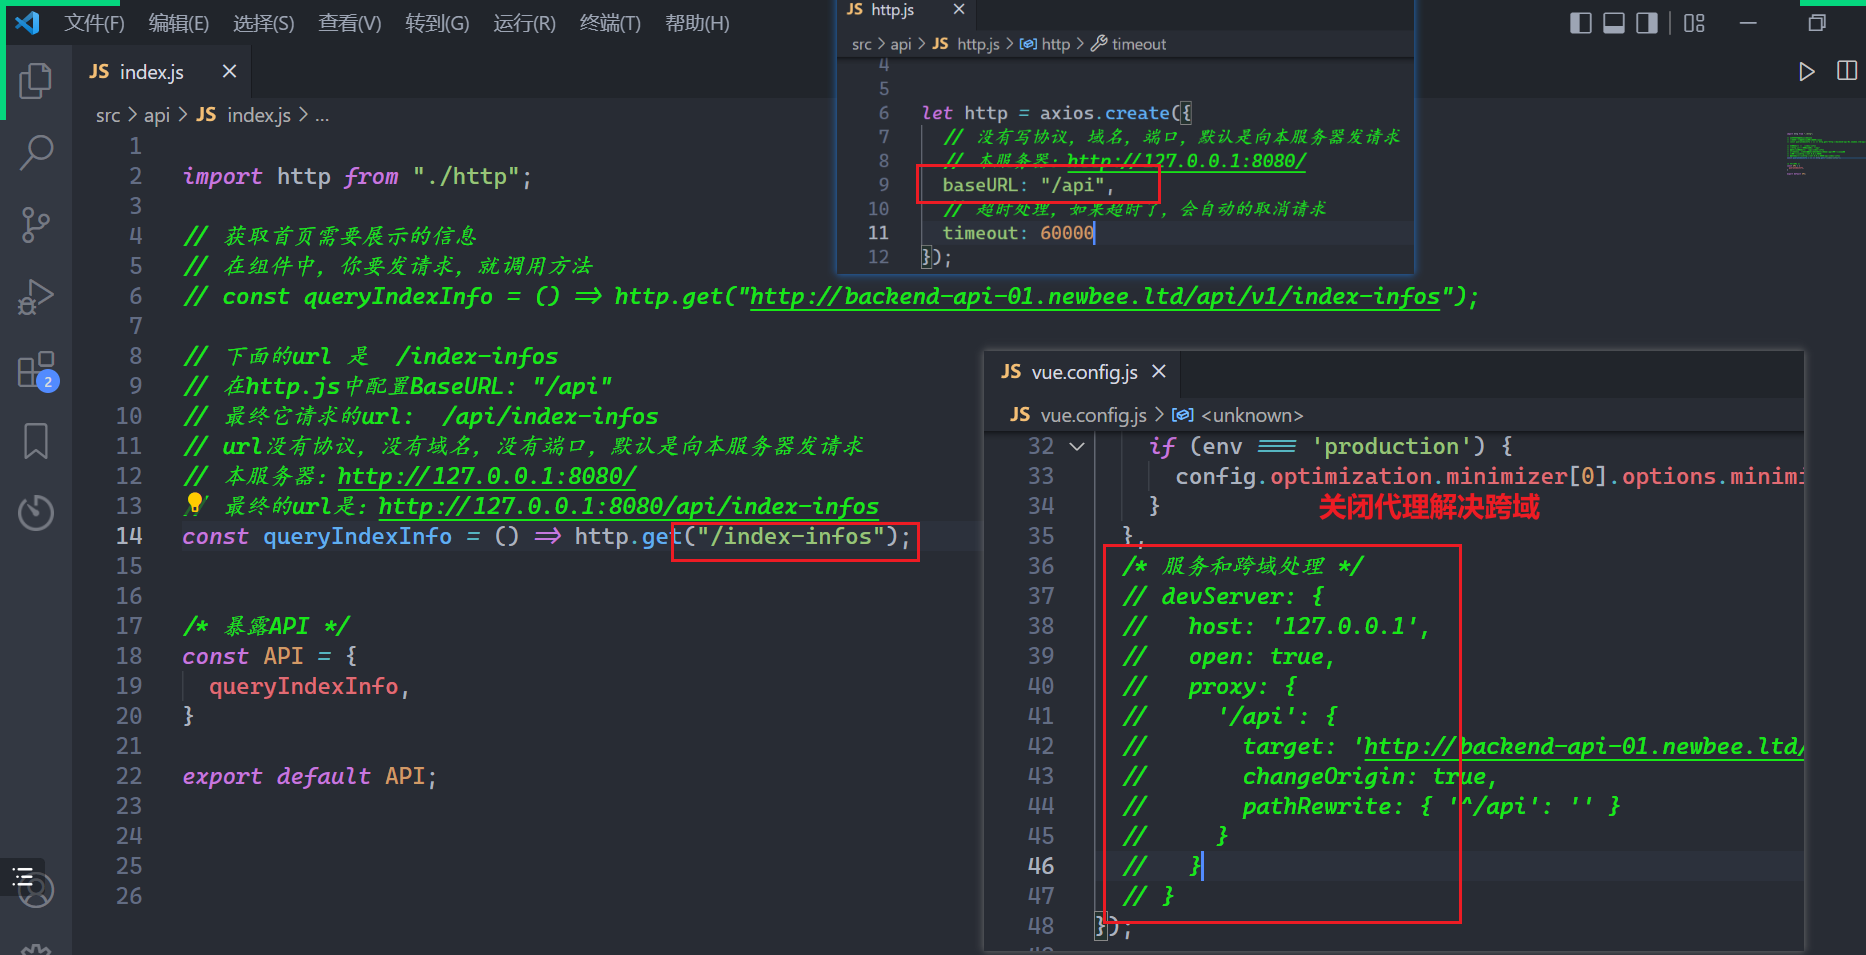 文件(F) 编辑(E) 选择(S) 查看(V) 转到(G) 运行(R) 终端(T) 帮助(H)
JS index.js
src > api > JS index.js > ...
1
2 import http from "./http";
3
4 // 获取首页需要展示的信息
5 // 在组件中，你要发请求，就调用方法
6 // const queryIndexInfo = () => http.get("http://backend-api-01.newbee.ltd/api/v1/index-infos");
7
8 // 下面的url 是  /index-infos
9 // 在http.js中配置BaseURL: "/api"
10 // 最终它请求的url:  /api/index-infos
11 // url没有协议，没有域名，没有端口，默认是向本服务器发请求
12 // 本服务器：http://127.0.0.1:8080/
13 // 最终的url是：http://127.0.0.1:8080/api/index-infos
14 const queryIndexInfo = () => http.get("/index-infos");
15
16
17 /* 暴露API */
18 const API = {
19   queryIndexInfo,
20 }
21
22 export default API;
23
24
25
26
2
JS http.js
src > api > JS http.js > http > timeout
4
5
6 let http = axios.create({
7   // 没有写协议，域名，端口，默认是向本服务器发请求
8   // 本服务器：http://127.0.0.1:8080/
9   baseURL: "/api",
10   // 超时处理，如果超时了，会自动的取消请求
11   timeout: 60000
12 });
JS vue.config.js
JS vue.config.js > <unknown>
32 if (env === 'production') {
33   config.optimization.minimizer[0].options.minimi
34 }
关闭代理解决跨域
35 },
36 /* 服务和跨域处理 */
37 // devServer: {
38 //   host: '127.0.0.1',
39 //   open: true,
40 //   proxy: {
41 //     '/api': {
42 //       target: 'http://backend-api-01.newbee.ltd/
43 //       changeOrigin: true,
44 //       pathRewrite: { '^/api': '' }
45 //     }
46 //   }
47 // }
48 });